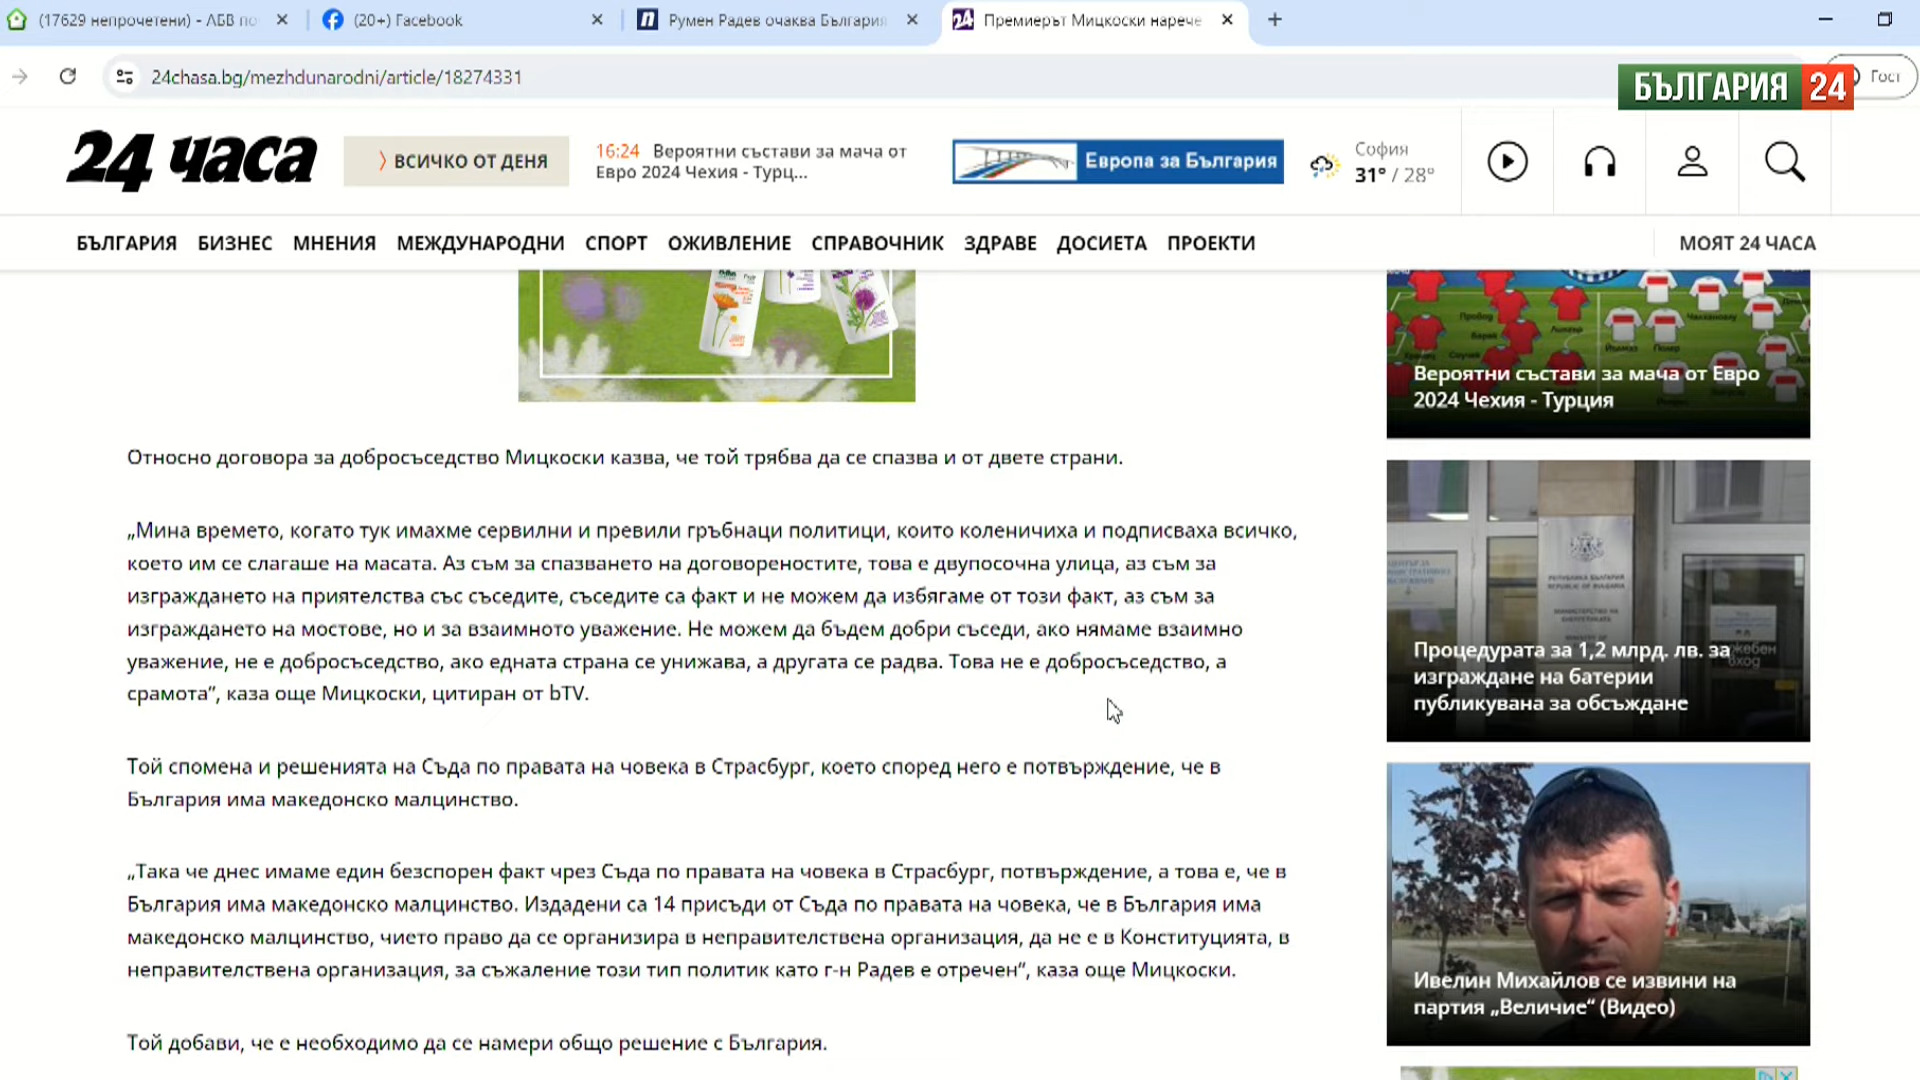 (17629 непрочетени) - АБВ по
(20+) Facebook
Румен Радев очаква България
Премиерът Мицкоски нарече
24chasa.bg/mezhdunarodni/article/18274331
Гост
БЪЛГАРИЯ 24
24 часа
ВСИЧКО ОТ ДЕНЯ
16:24 Вероятни състави за мача от
Евро 2024 Чехия - Турц...
Европа за България
София
31° / 28°
БЪЛГАРИЯ БИЗНЕС МНЕНИЯ МЕЖДУНАРОДНИ СПОРТ ОЖИВЛЕНИЕ СПРАВОЧНИК ЗДРАВЕ ДОСИЕТА ПРОЕКТИ
МОЯТ 24 ЧАСА
Относно договора за добросъседство Мицкоски казва, че той трябва да се спазва и от двете страни.
„Мина времето, когато тук имахме сервилни и превили гръбнаци политици, които коленичиха и подписваха всичко,
което им се слагаше на масата. Аз съм за спазването на договореностите, това е двупосочна улица, аз съм за
изграждането на приятелства със съседите, съседите са факт и не можем да избягаме от този факт, аз съм за
изграждането на мостове, но и за взаимното уважение. Не можем да бъдем добри съседи, ако нямаме взаимно
уважение, не е добросъседство, ако едната страна се унижава, а другата се радва. Това не е добросъседство, а
срамота“, каза още Мицкоски, цитиран от bTV.
Той спомена и решенията на Съда по правата на човека в Страсбург, което според него е потвърждение, че в
България има македонско малцинство.
„Така че днес имаме един безспорен факт чрез Съда по правата на човека в Страсбург, потвърждение, а това е, че в
България има македонско малцинство. Издадени са 14 присъди от Съда по правата на човека, че в България има
македонско малцинство, чието право да се организира в неправителствена организация, да не е в Конституцията, в
неправителствена организация, за съжаление този тип политик като г-н Радев е отречен“, каза още Мицкоски.
Той добави, че е необходимо да се намери общо решение с България.
Вероятни състави за мача от Евро
2024 Чехия - Турция
РЕПУБЛИКА БЪЛГАРИЯ
REPUBLIC OF BULGARIA
Процедурата за 1,2 млрд. лв. за
изграждане на батерии
публикувана за обсъждане
Ивелин Михайлов се извини на
партия „Величие“ (Видео)